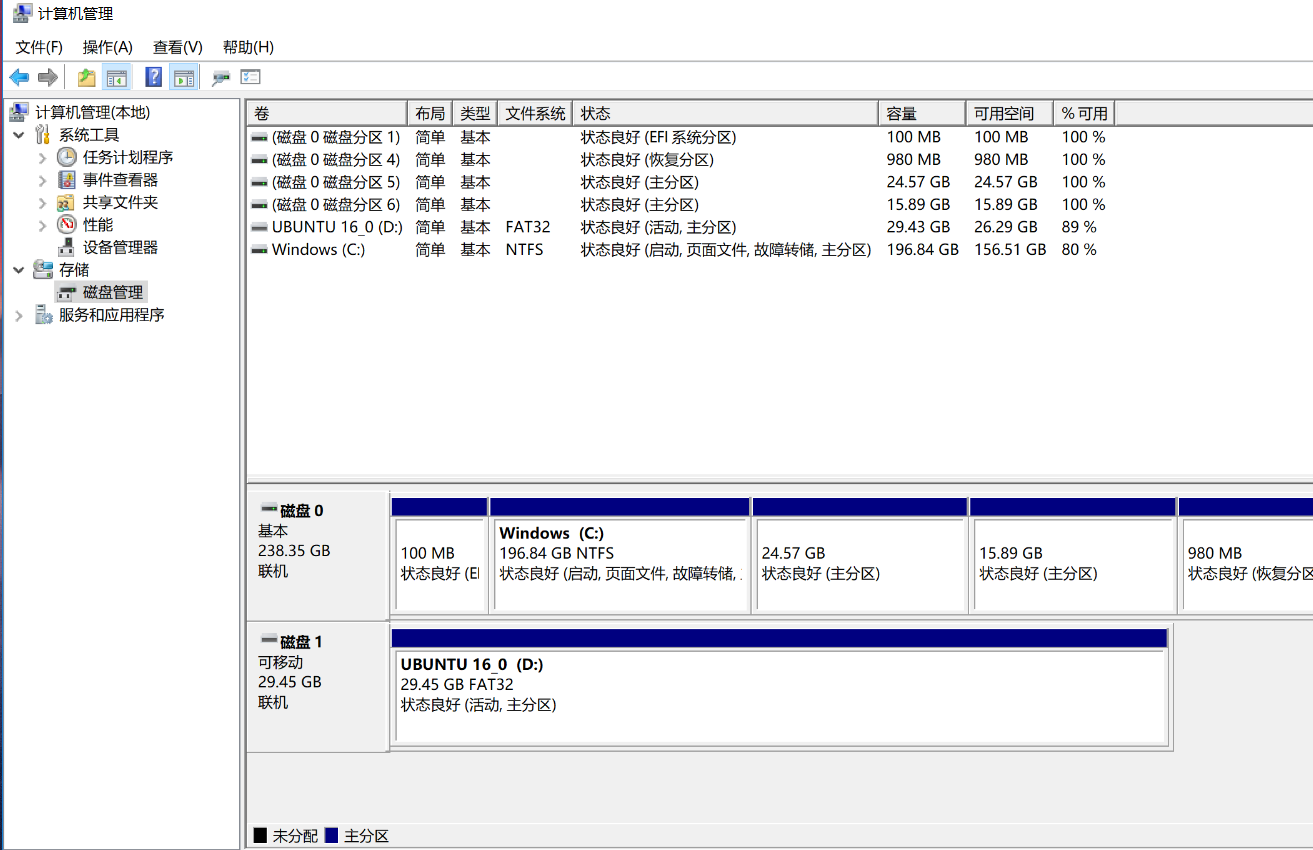 计算机管理
文件(F) 操作(A) 查看(V) 帮助(H)
计算机管理(本地)
系统工具
任务计划程序
事件查看器
共享文件夹
性能
设备管理器
存储
磁盘管理
服务和应用程序
卷 布局 类型 文件系统 状态 容量 可用空间 % 可用
(磁盘 0 磁盘分区 1) 简单 基本 状态良好 (EFI 系统分区) 100 MB 100 MB 100 %
(磁盘 0 磁盘分区 4) 简单 基本 状态良好 (恢复分区) 980 MB 980 MB 100 %
(磁盘 0 磁盘分区 5) 简单 基本 状态良好 (主分区) 24.57 GB 24.57 GB 100 %
(磁盘 0 磁盘分区 6) 简单 基本 状态良好 (主分区) 15.89 GB 15.89 GB 100 %
UBUNTU 16_0 (D:) 简单 基本 FAT32 状态良好 (活动, 主分区) 29.43 GB 26.29 GB 89 %
Windows (C:) 简单 基本 NTFS 状态良好 (启动, 页面文件, 故障转储, 主分区) 196.84 GB 156.51 GB 80 %
磁盘 0
基本
238.35 GB
联机
100 MB
状态良好 (EI
Windows (C:)
196.84 GB NTFS
状态良好 (启动, 页面文件, 故障转储,
24.57 GB
状态良好 (主分区)
15.89 GB
状态良好 (主分区)
980 MB
状态良好 (恢复分区
磁盘 1
可移动
29.45 GB
联机
UBUNTU 16_0 (D:)
29.45 GB FAT32
状态良好 (活动, 主分区)
未分配 主分区